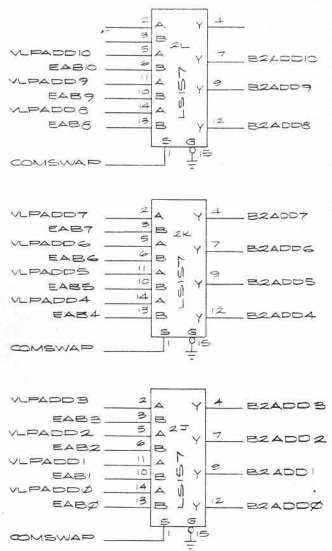 2 A Y 4
3 B
VLPADD10 5 A 2L
EAB10 6 B Y 7 B2ADD10
VLPADD9 11 A LS157
EAB9 10 B Y 9 B2ADD9
VLPADD8 14 A
EAB8 13 B Y 12 B2ADD8
S G
COMSWAP 1 15
VLPADD7 2 A Y 4 B2ADD7
EAB7 3 B 2K
VLPADD6 5 A Y 7 B2ADD6
EAB6 6 B
VLPADD5 11 A LS157 Y 9 B2ADD5
EAB5 10 B
VLPADD4 14 A
EAB4 13 B Y 12 B2ADD4
S G
COMSWAP 1 15
VLPADD3 2 A Y 4 B2ADD3
EAB3 3 B
VLPADD2 5 A 2J Y 7 B2ADD2
EAB2 6 B
VLPADD1 11 A LS157 Y 9 B2ADD1
EAB1 10 B
VLPADD0 14 A
EAB0 13 B Y 12 B2ADD0
S G
COMSWAP 1 15